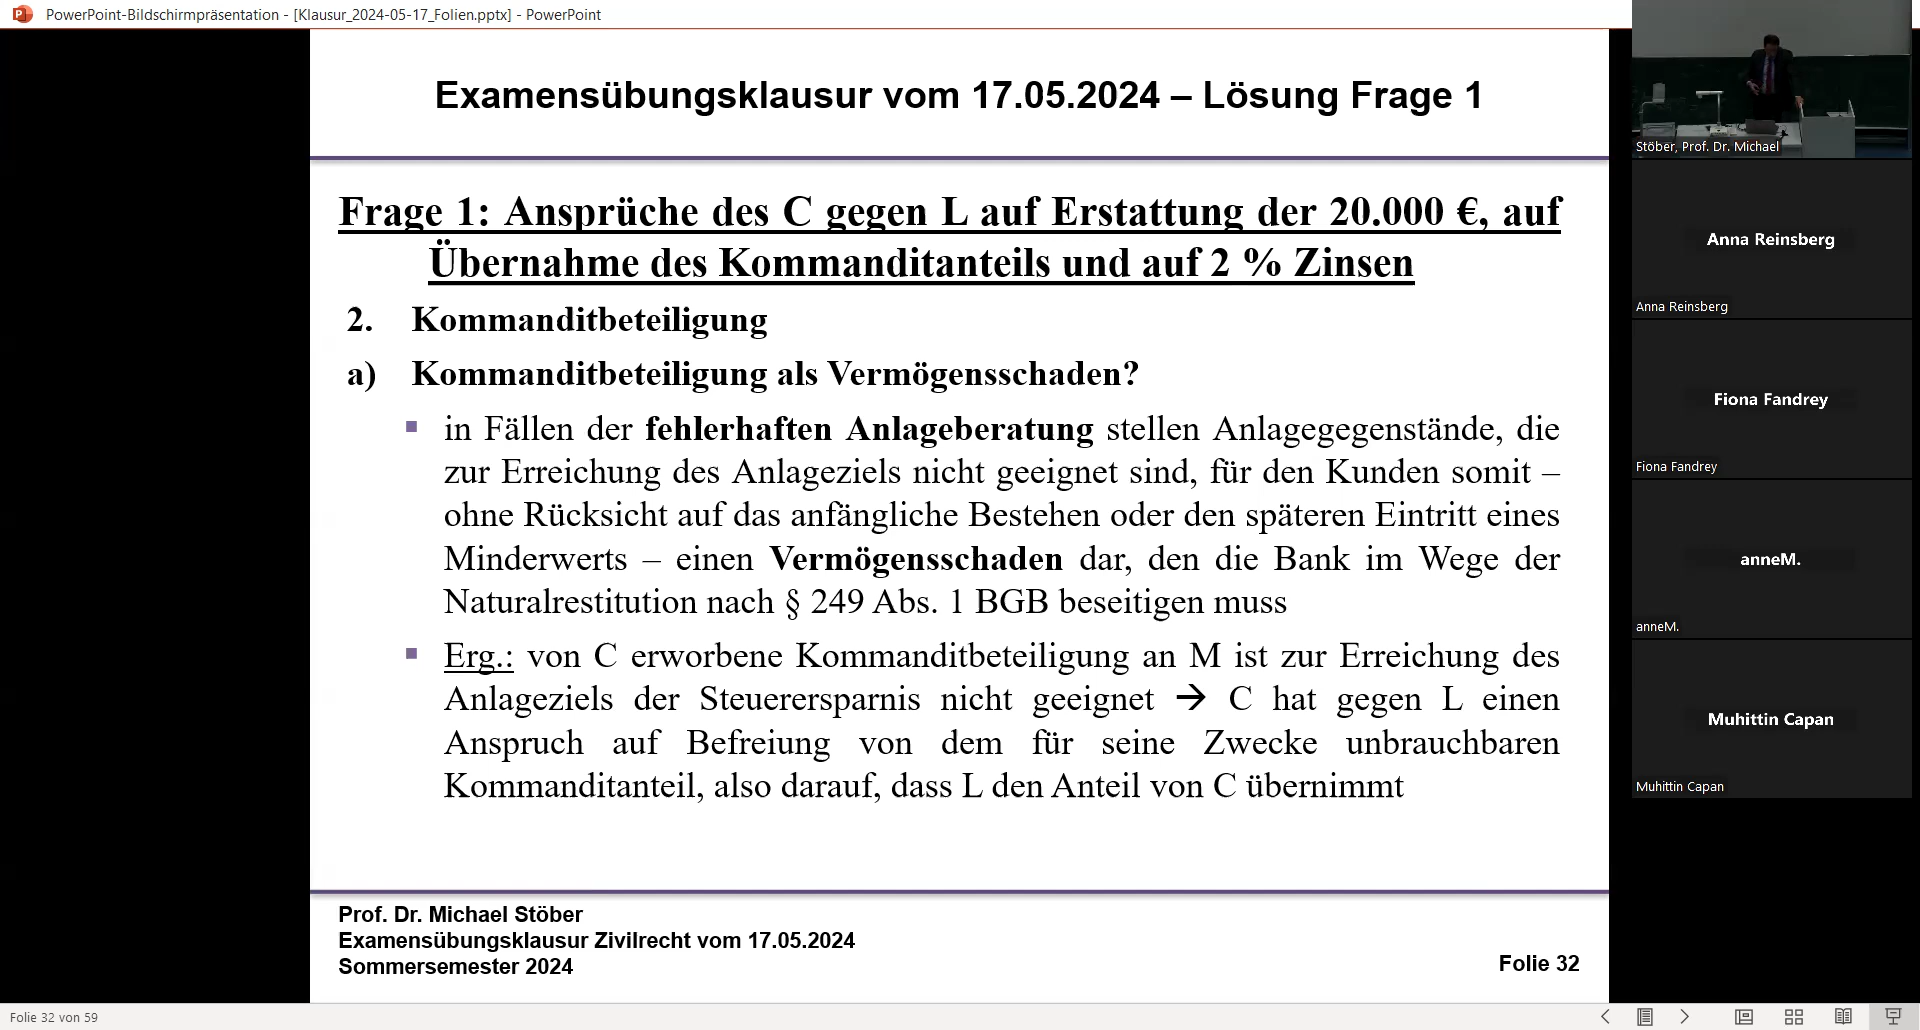 PowerPoint-Bildschirmpräsentation - [Klausur_2024-05-17_Folien.pptx] - PowerPoint
Examensübungsklausur vom 17.05.2024 – Lösung Frage 1
Frage 1: Ansprüche des C gegen L auf Erstattung der 20.000 €, auf
Übernahme des Kommanditanteils und auf 2 % Zinsen
2. Kommanditbeteiligung
a) Kommanditbeteiligung als Vermögensschaden?
▪ in Fällen der fehlerhaften Anlageberatung stellen Anlagegegenstände, die
zur Erreichung des Anlageziels nicht geeignet sind, für den Kunden somit –
ohne Rücksicht auf das anfängliche Bestehen oder den späteren Eintritt eines
Minderwerts – einen Vermögensschaden dar, den die Bank im Wege der
Naturalrestitution nach § 249 Abs. 1 BGB beseitigen muss
▪ Erg.: von C erworbene Kommanditbeteiligung an M ist zur Erreichung des
Anlageziels der Steuerersparnis nicht geeignet → C hat gegen L einen
Anspruch auf Befreiung von dem für seine Zwecke unbrauchbaren
Kommanditanteil, also darauf, dass L den Anteil von C übernimmt
Prof. Dr. Michael Stöber
Examensübungsklausur Zivilrecht vom 17.05.2024
Sommersemester 2024
Folie 32
Folie 32 von 59
Stöber, Prof. Dr. Michael
Anna Reinsberg
Anna Reinsberg
Fiona Fandrey
Fiona Fandrey
anneM.
anneM.
Muhittin Capan
Muhittin Capan